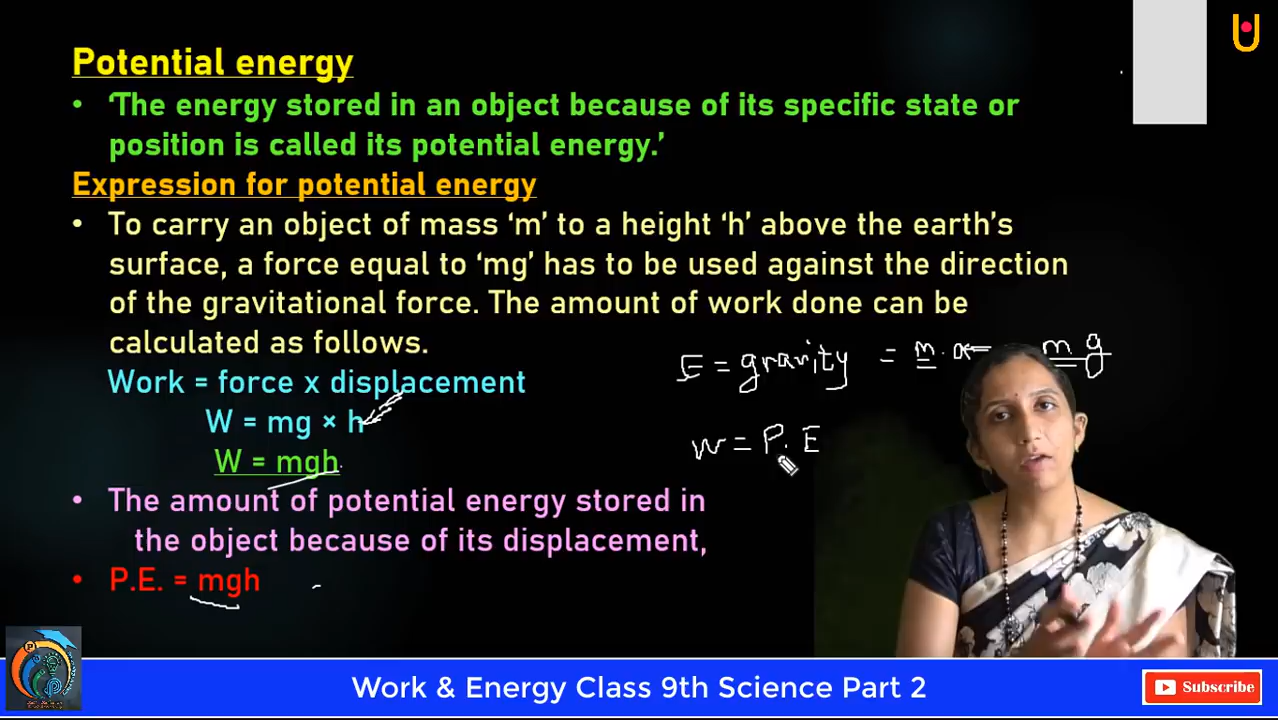 Potential energy
• ‘The energy stored in an object because of its specific state or
position is called its potential energy.’
Expression for potential energy
• To carry an object of mass ‘m’ to a height ‘h’ above the earth’s
surface, a force equal to ‘mg’ has to be used against the direction
of the gravitational force. The amount of work done can be
calculated as follows.
Work = force x displacement
W = mg × h
W = mgh
F = gravity = m. a = m. g
W = P. E
• The amount of potential energy stored in
the object because of its displacement,
• P.E. = mgh
Work & Energy Class 9th Science Part 2
Subscribe